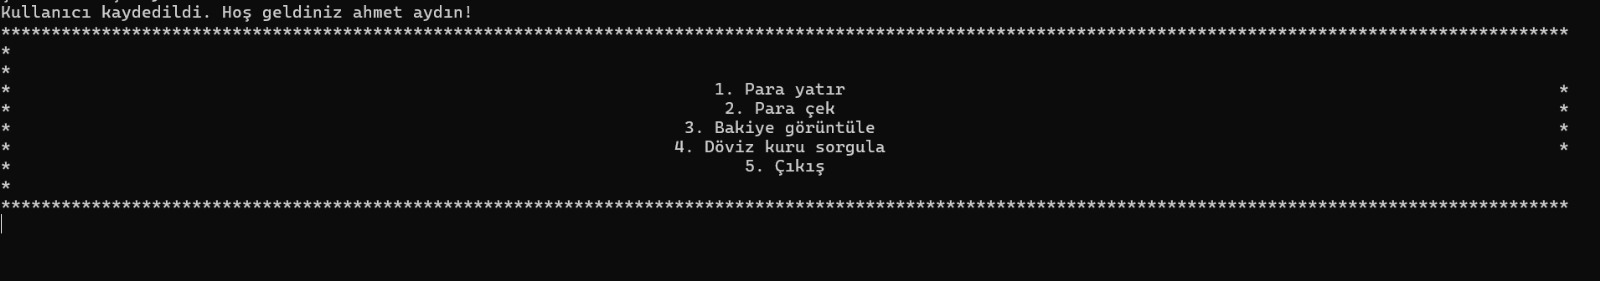 Kullanıcı kaydedildi. Hoş geldiniz ahmet aydın!
************************************************************************************************************************************************************
*
*
* 1. Para yatır *
* 2. Para çek *
* 3. Bakiye görüntüle *
* 4. Döviz kuru sorgula *
* 5. Çıkış
*
************************************************************************************************************************************************************